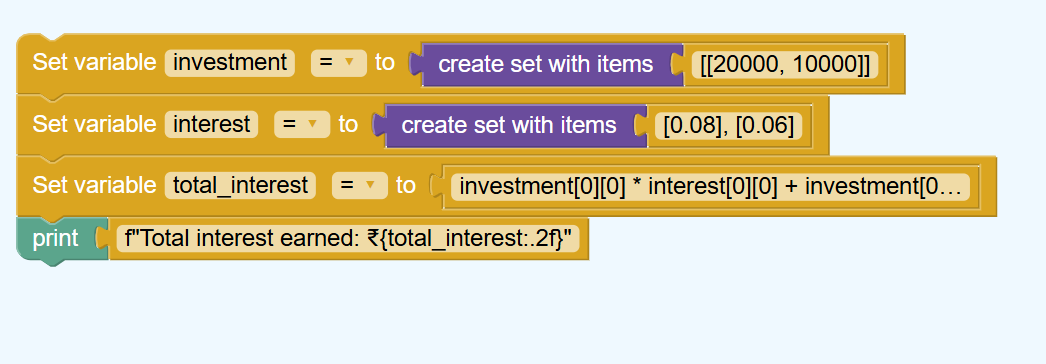 Set variable investment = to create set with items [[20000, 10000]]
Set variable interest = to create set with items [0.08], [0.06]
Set variable total_interest = to investment[0][0] * interest[0][0] + investment[0…
print f"Total interest earned: ₹{total_interest:.2f}"